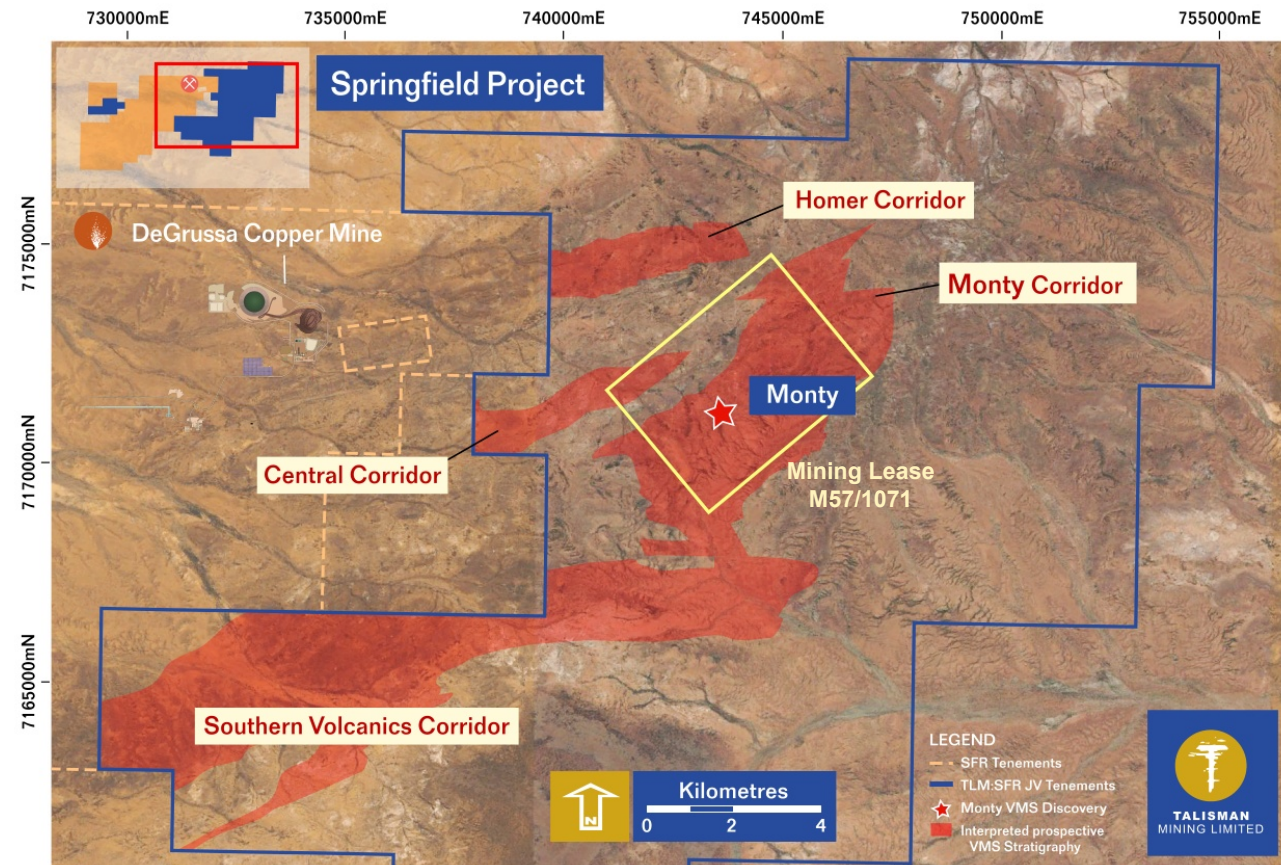 730000mE
735000mE
740000mE
745000mE
750000mE
755000mE
Springfield Project
7175000mN
7170000mN
7165000mN
DeGrussa Copper Mine
Homer Corridor
Monty Corridor
Monty
Central Corridor
Mining Lease
M57/1071
Southern Volcanics Corridor
N
Kilometres
0 2 4
LEGEND
SFR Tenements
TLM:SFR JV Tenements
Monty VMS Discovery
Interpreted prospective
VMS Stratigraphy
TALISMAN
MINING LIMITED